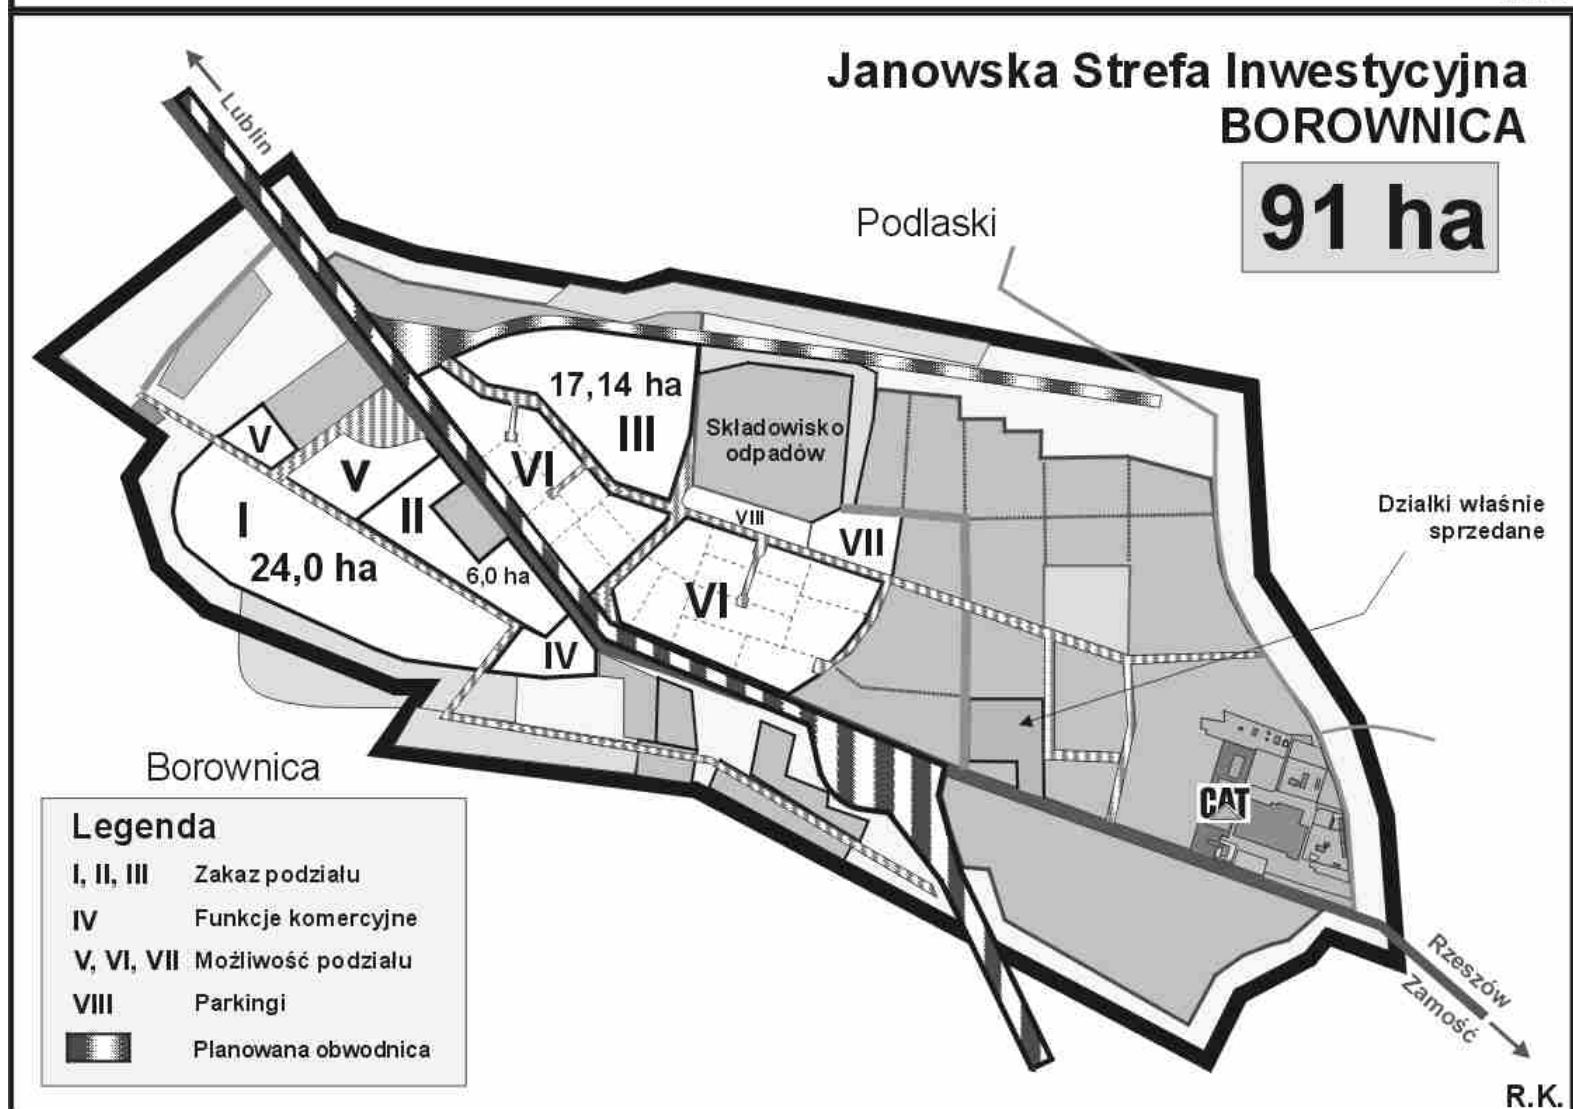 Janowska Strefa Inwestycyjna
BOROWNICA
91 ha
Lublin
Podlaski
17,14 ha
III
Składowisko
odpadów
V
V
VI
I
II
24,0 ha
6,0 ha
VIII
VII
VI
IV
Działki właśnie
sprzedane
CAT
Borownica
Legenda
I, II, III Zakaz podziału
IV Funkcje komercyjne
V, VI, VII Możliwość podziału
VIII Parkingi
Planowana obwodnica
Rzeszów
Zamość
R.K.